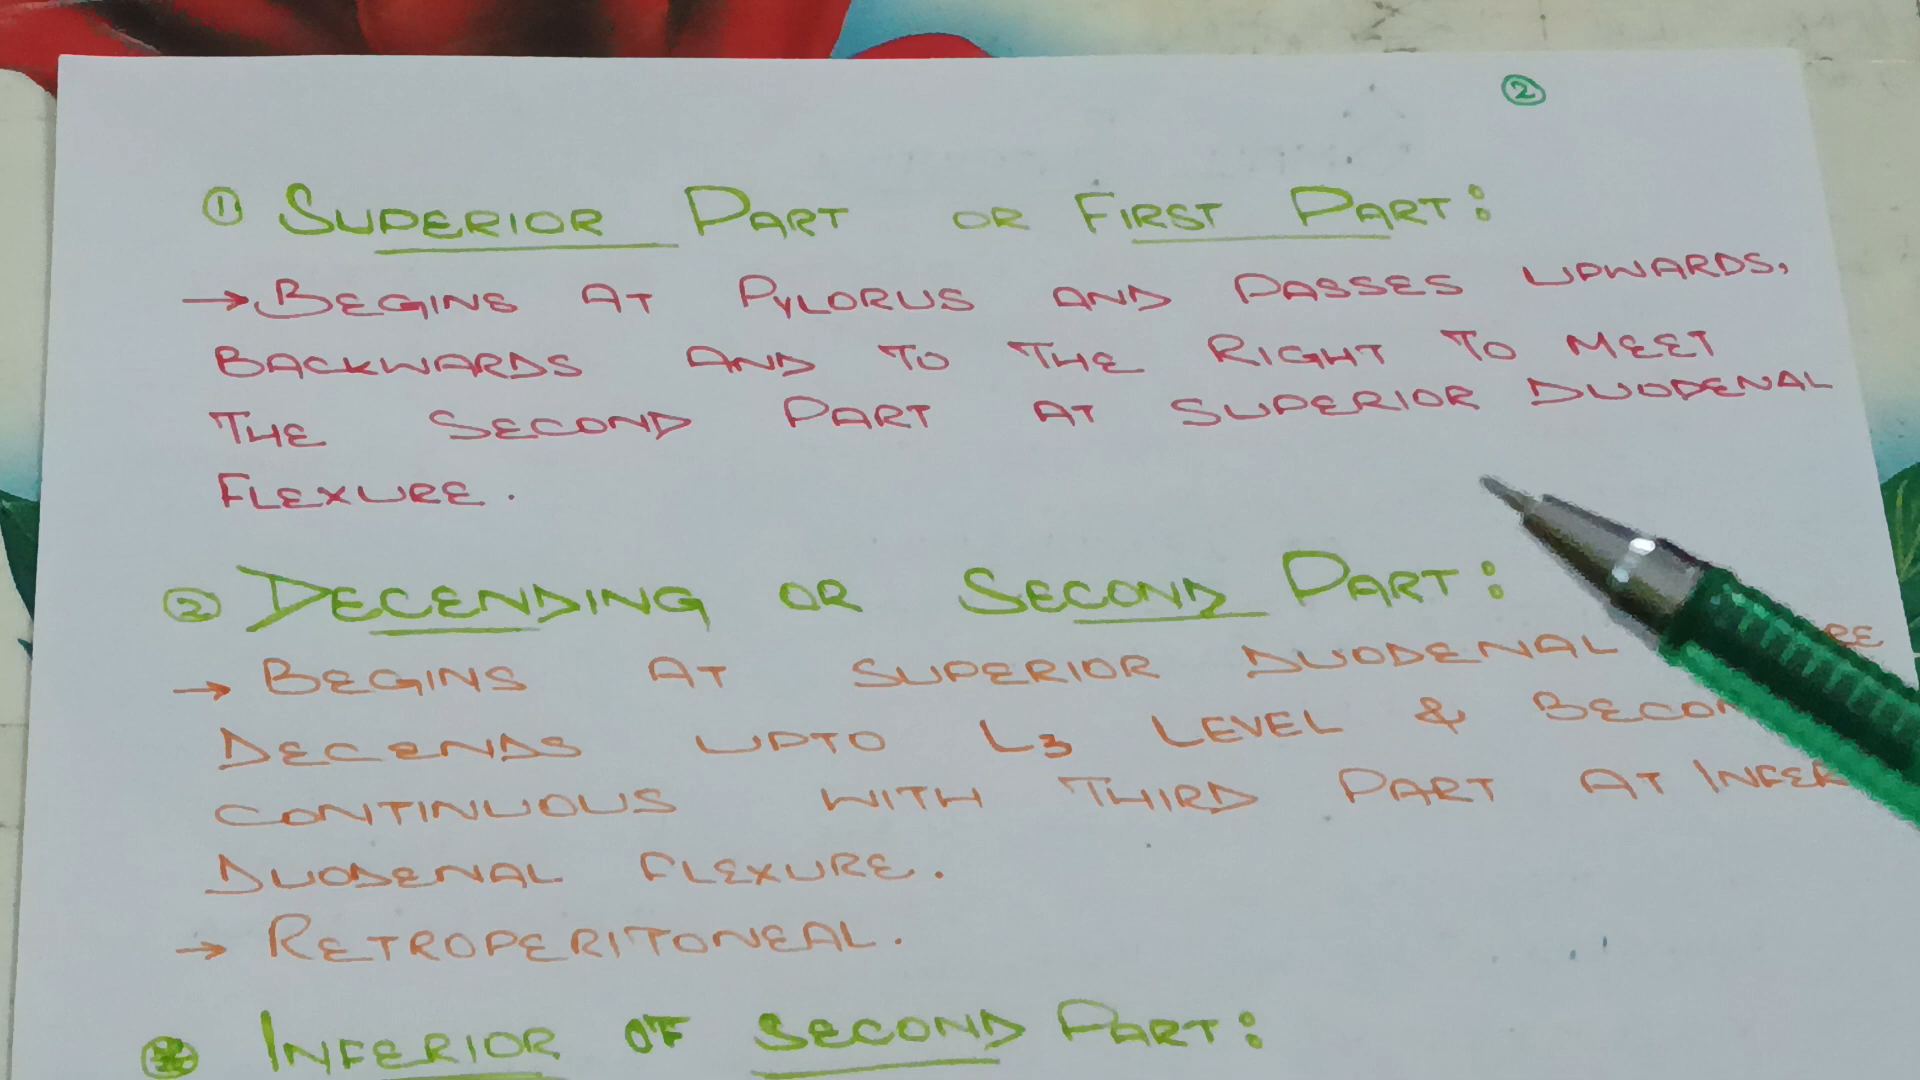 ②
① SUPERIOR PART OR FIRST PART:
→ BEGINS AT PYLORUS AND PASSES UPWARDS,
BACKWARDS AND TO THE RIGHT TO MEET
THE SECOND PART AT SUPERIOR DUODENAL
FLEXURE.
② DECENDING OR SECOND PART:
→ BEGINS AT SUPERIOR DUODENAL
DECENDS UPTO L3 LEVEL &
CONTINUOUS WITH THIRD PART AT
DUODENAL FLEXURE.
→ RETROPERITONEAL.
INFERIOR OF SECOND PART: